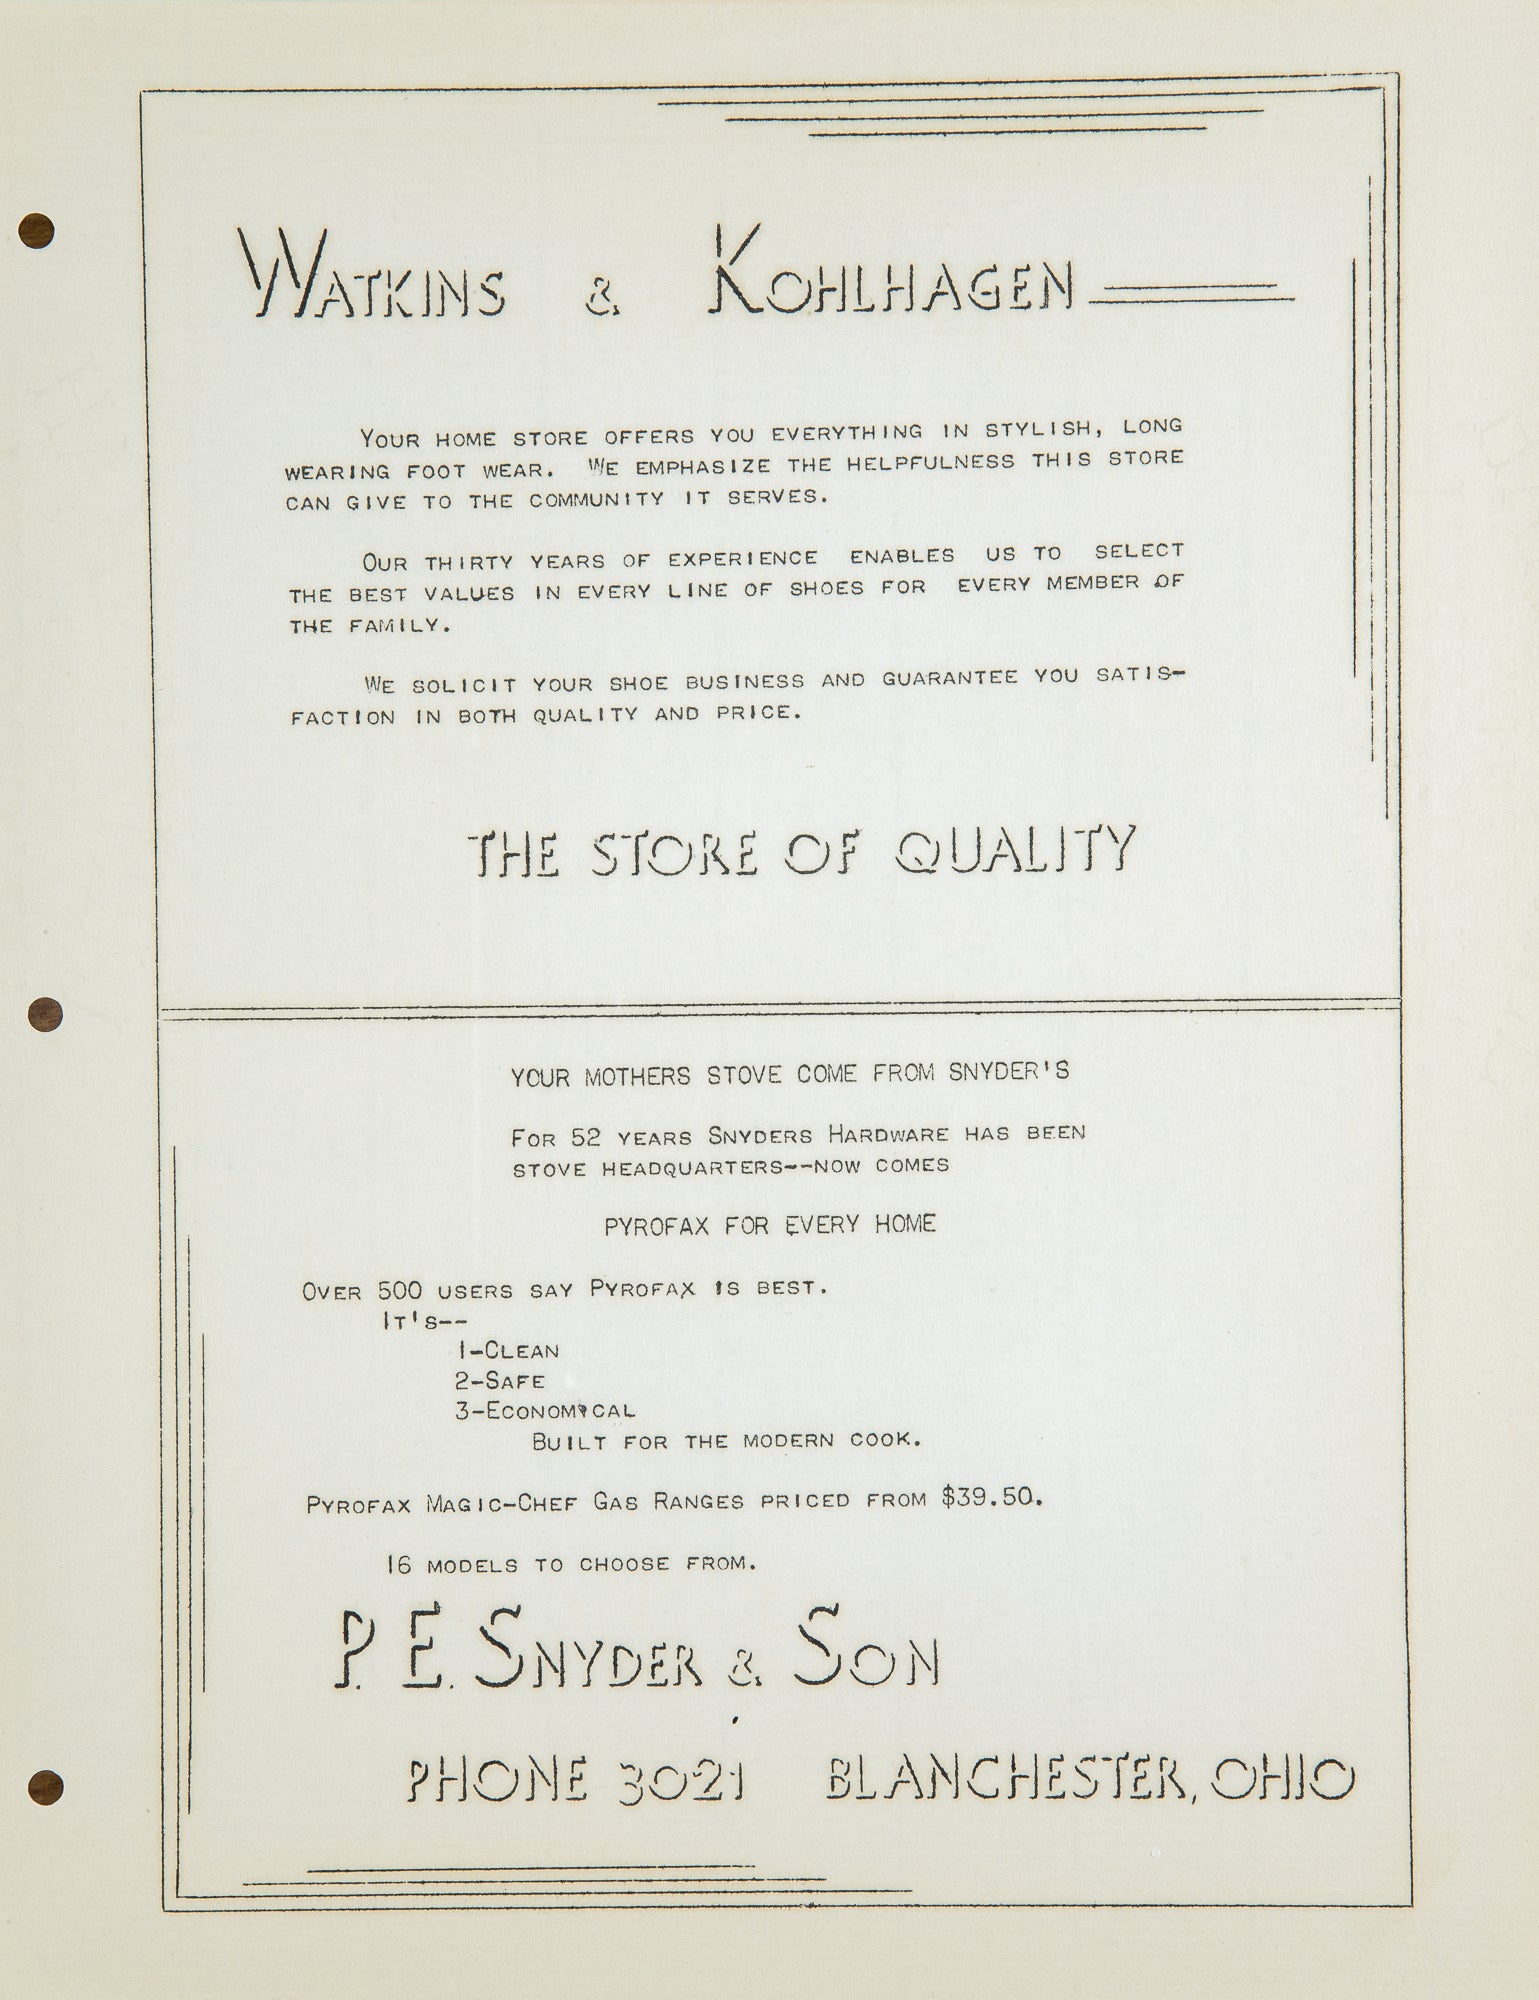 WATKINS & KOHLHAGEN
YOUR HOME STORE OFFERS YOU EVERYTHING IN STYLISH, LONG
WEARING FOOT WEAR. WE EMPHASIZE THE HELPFULNESS THIS STORE
CAN GIVE TO THE COMMUNITY IT SERVES.
OUR THIRTY YEARS OF EXPERIENCE ENABLES US TO SELECT
THE BEST VALUES IN EVERY LINE OF SHOES FOR EVERY MEMBER OF
THE FAMILY.
WE SOLICIT YOUR SHOE BUSINESS AND GUARANTEE YOU SATIS-
FACTION IN BOTH QUALITY AND PRICE.
THE STORE OF QUALITY
YOUR MOTHERS STOVE COME FROM SNYDER'S
FOR 52 YEARS SNYDERS HARDWARE HAS BEEN
STOVE HEADQUARTERS--NOW COMES
PYROFAX FOR EVERY HOME
OVER 500 USERS SAY PYROFAX IS BEST.
IT'S--
1-CLEAN
2-SAFE
3-ECONOMICAL
BUILT FOR THE MODERN COOK.
PYROFAX MAGIC-CHEF GAS RANGES PRICED FROM $39.50.
16 MODELS TO CHOOSE FROM.
P. E. SNYDER & SON
PHONE 3021 BLANCHESTER, OHIO